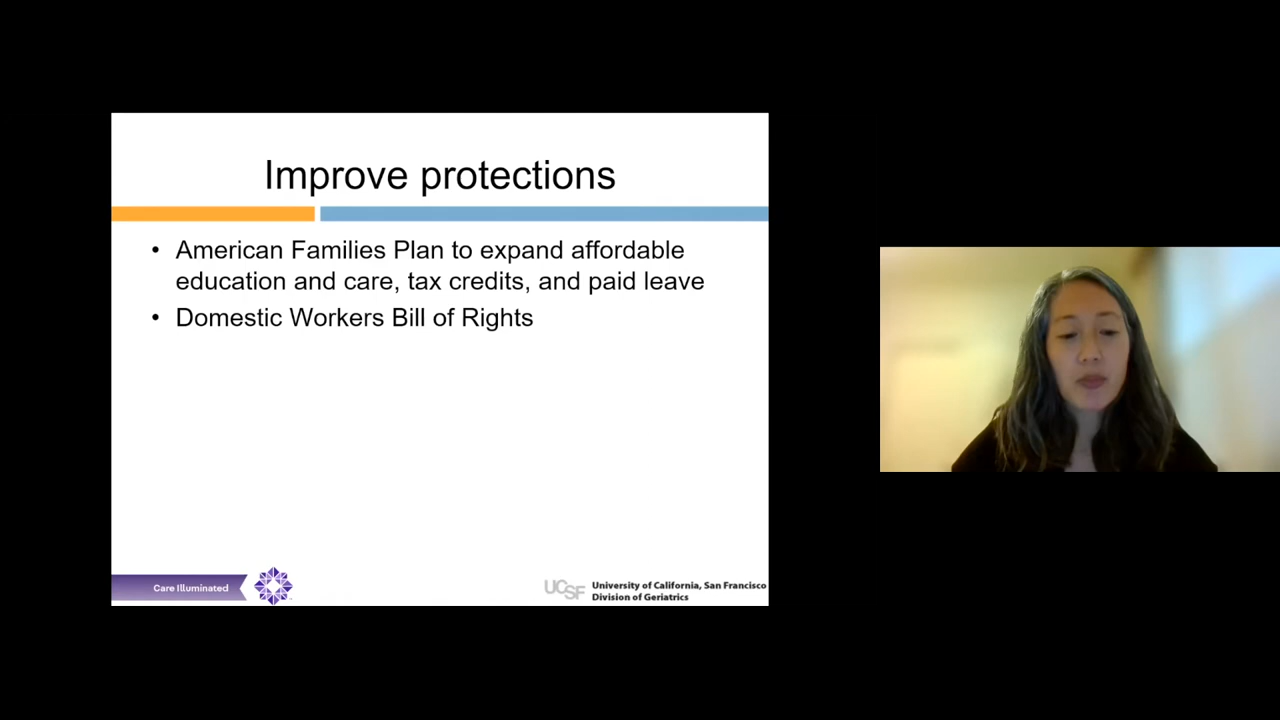 Improve protections
• American Families Plan to expand affordable
education and care, tax credits, and paid leave
• Domestic Workers Bill of Rights
Care Illuminated
UCSF
University of California, San Francisco
Division of Geriatrics